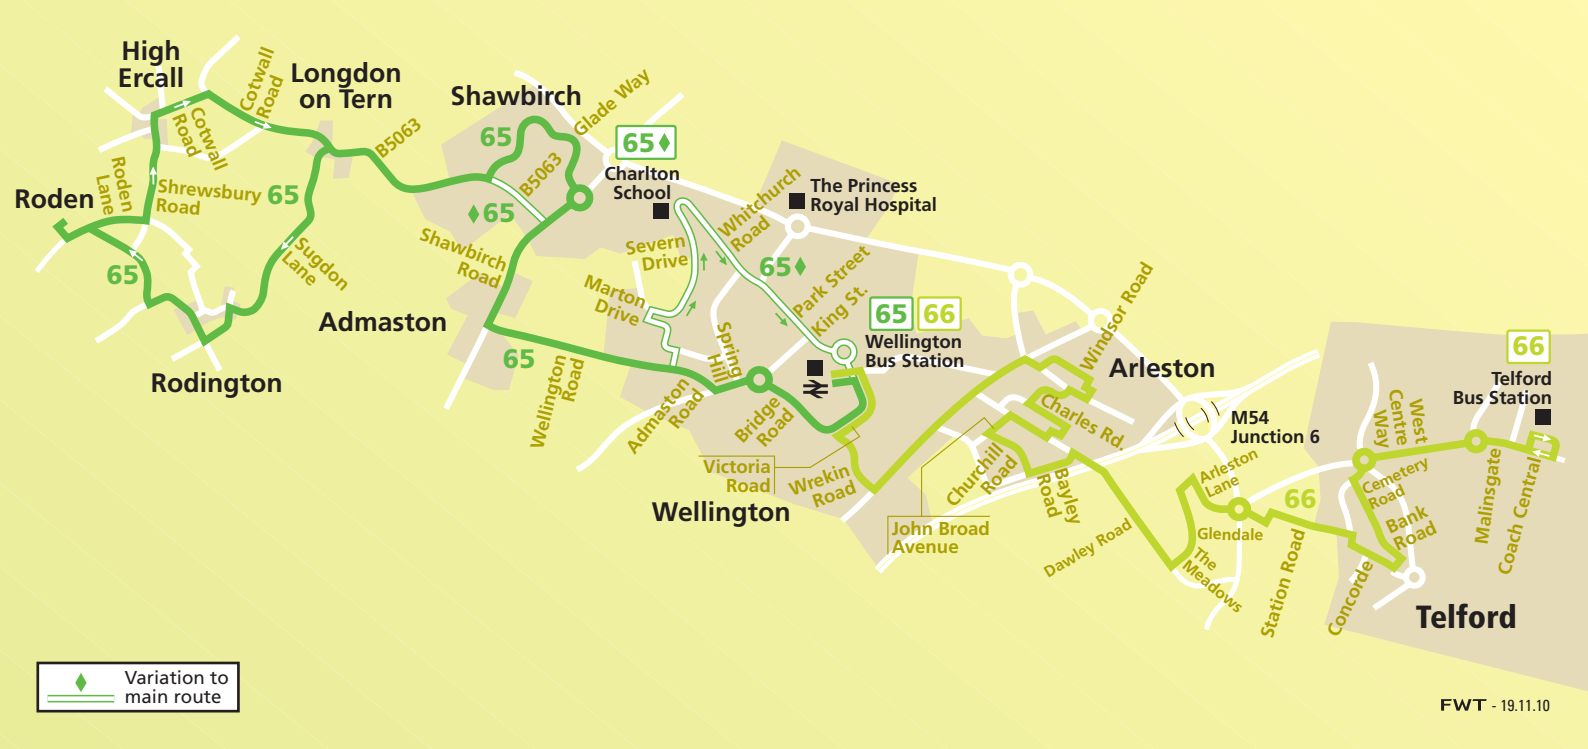 High
Ercall
Cotwall
Road
Longdon
on Tern
Cotwall
Road
B5063
Shawbirch
Glade Way
65
B5063
65
Charlton
School
The Princess
Royal Hospital
Roden
Roden
Lane
Shrewsbury
Road
65
65
Shawbirch
Road
Severn
Drive
Whitchurch
Road
65
Park Street
King St.
65
Sugdon
Lane
Marton
Drive
Admaston
65
66
Wellington
Bus Station
Windsor Road
Arleston
Rodington
65
Wellington
Road
Spring
Hill
Admaston
Road
Bridge
Road
Charles Rd.
M54
Junction 6
66
Telford
Bus Station
West
Centre
Way
Victoria
Road
Wrekin
Road
Wellington
Churchill
Road
Bayley
Road
John Broad
Avenue
Dawley Road
Arleston
Lane
66
Glendale
The
Meadows
Station Road
Cemetery
Road
Bank
Road
Concorde
Malinsgate
Coach Central
Telford
Variation to
main route
FWT - 19.11.10